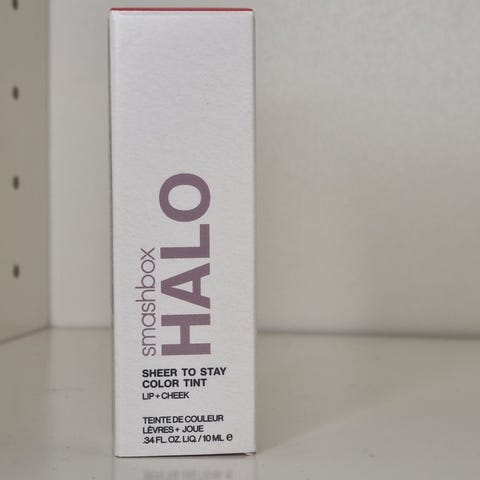 smashbox
HALO
SHEER TO STAY
COLOR TINT
LIP + CHEEK
TEINTE DE COULEUR
LÈVRES + JOUE
.34 FL. OZ. LIQ. / 10 ML e